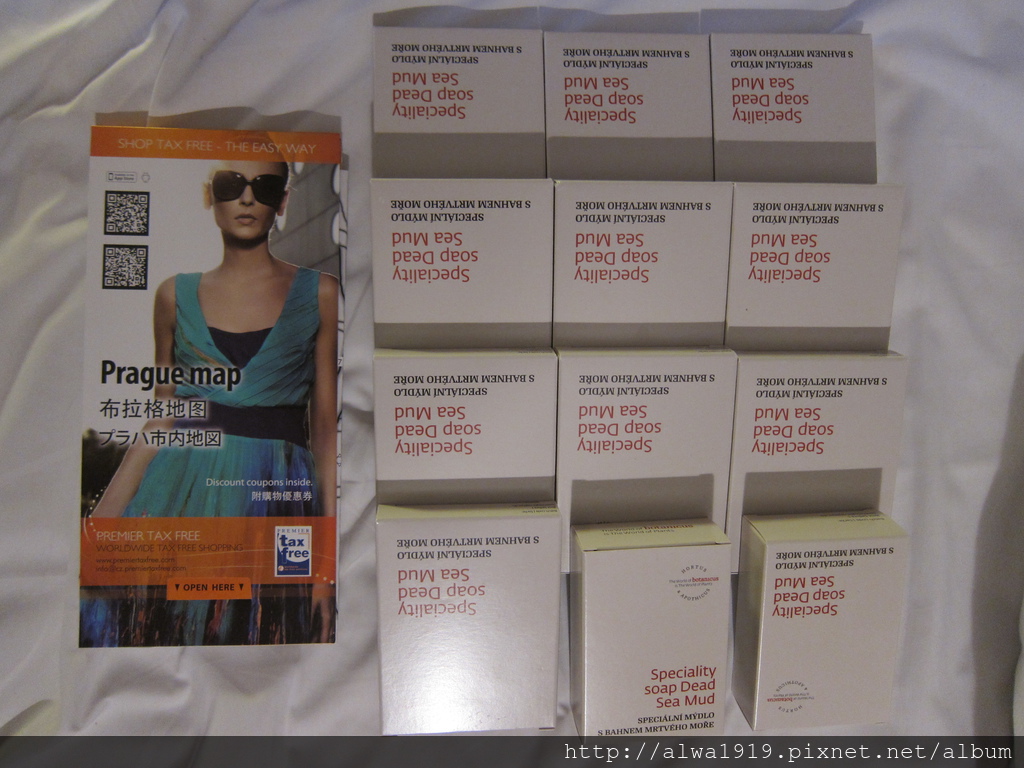 SHOP TAX FREE - THE EASY WAY
Prague map
布拉格地图
プラハ市内地図
Discount coupons inside.
附購物優惠券
PREMIER TAX FREE
WORLDWIDE TAX FREE SHOPPING
www.premiertaxfree.com
info@cz.premiertaxfree.com
PREMIER
tax
free
▼ OPEN HERE ▼
Speciality
soap Dead
Sea Mud
SPECIÁLNÍ MÝDLO
S BAHNEM MRTVÉHO MOŘE
Speciality
soap Dead
Sea Mud
SPECIÁLNÍ MÝDLO
S BAHNEM MRTVÉHO MOŘE
Speciality
soap Dead
Sea Mud
SPECIÁLNÍ MÝDLO
S BAHNEM MRTVÉHO MOŘE
Speciality
soap Dead
Sea Mud
SPECIÁLNÍ MÝDLO
S BAHNEM MRTVÉHO MOŘE
Speciality
soap Dead
Sea Mud
SPECIÁLNÍ MÝDLO
S BAHNEM MRTVÉHO MOŘE
Speciality
soap Dead
Sea Mud
SPECIÁLNÍ MÝDLO
S BAHNEM MRTVÉHO MOŘE
Speciality
soap Dead
Sea Mud
SPECIÁLNÍ MÝDLO
S BAHNEM MRTVÉHO MOŘE
Speciality
soap Dead
Sea Mud
SPECIÁLNÍ MÝDLO
S BAHNEM MRTVÉHO MOŘE
Speciality
soap Dead
Sea Mud
SPECIÁLNÍ MÝDLO
S BAHNEM MRTVÉHO MOŘE
Speciality
soap Dead
Sea Mud
SPECIÁLNÍ MÝDLO
S BAHNEM MRTVÉHO MOŘE
HORTUS
APOTHICUS
Speciality
soap Dead
Sea Mud
SPECIÁLNÍ MÝDLO
S BAHNEM MRTVÉHO MOŘE
Speciality
soap Dead
Sea Mud
SPECIÁLNÍ MÝDLO
S BAHNEM MRTVÉHO MOŘE
http://alwa1919.pixnet.net/album